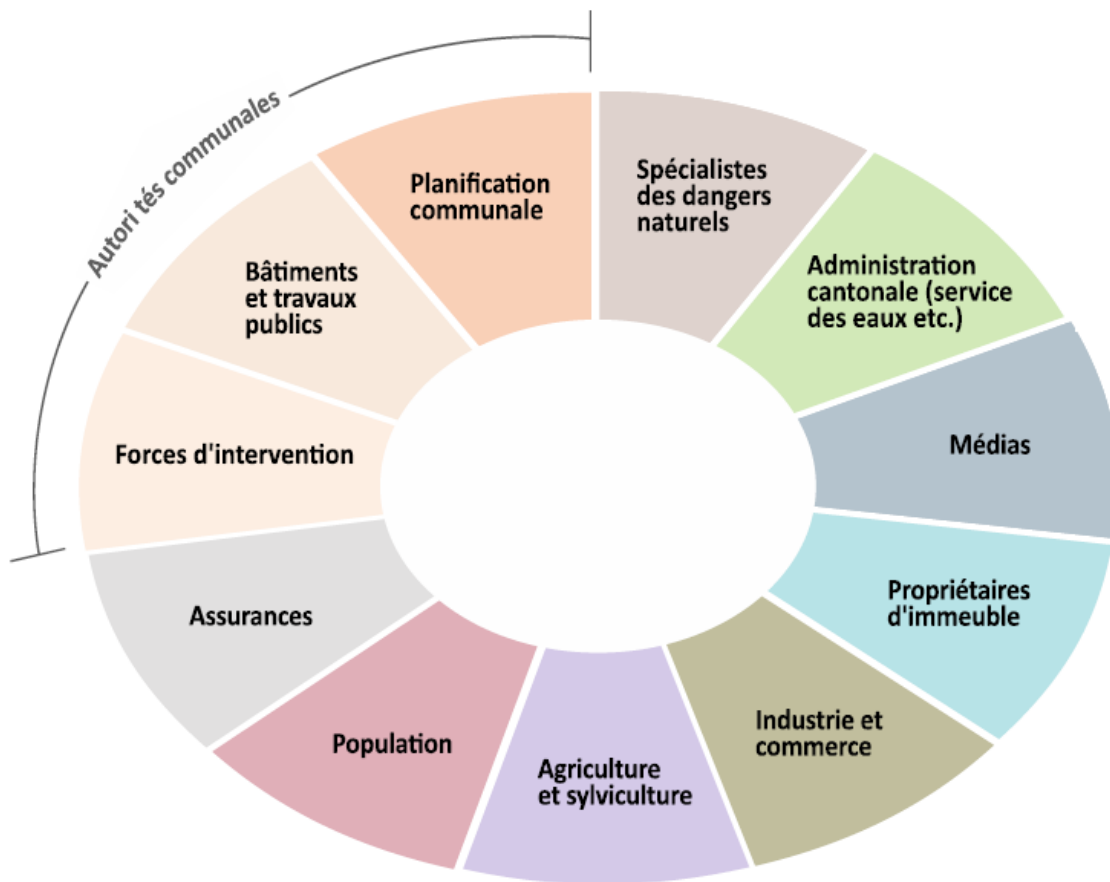 Autori tés communales
Planification
communale
Spécialistes
des dangers
naturels
Administration
cantonale (service
des eaux etc.)
Médias
Propriétaires
d'immeuble
Industrie et
commerce
Agriculture
et sylviculture
Population
Assurances
Forces d'intervention
Bâtiments
et travaux
publics